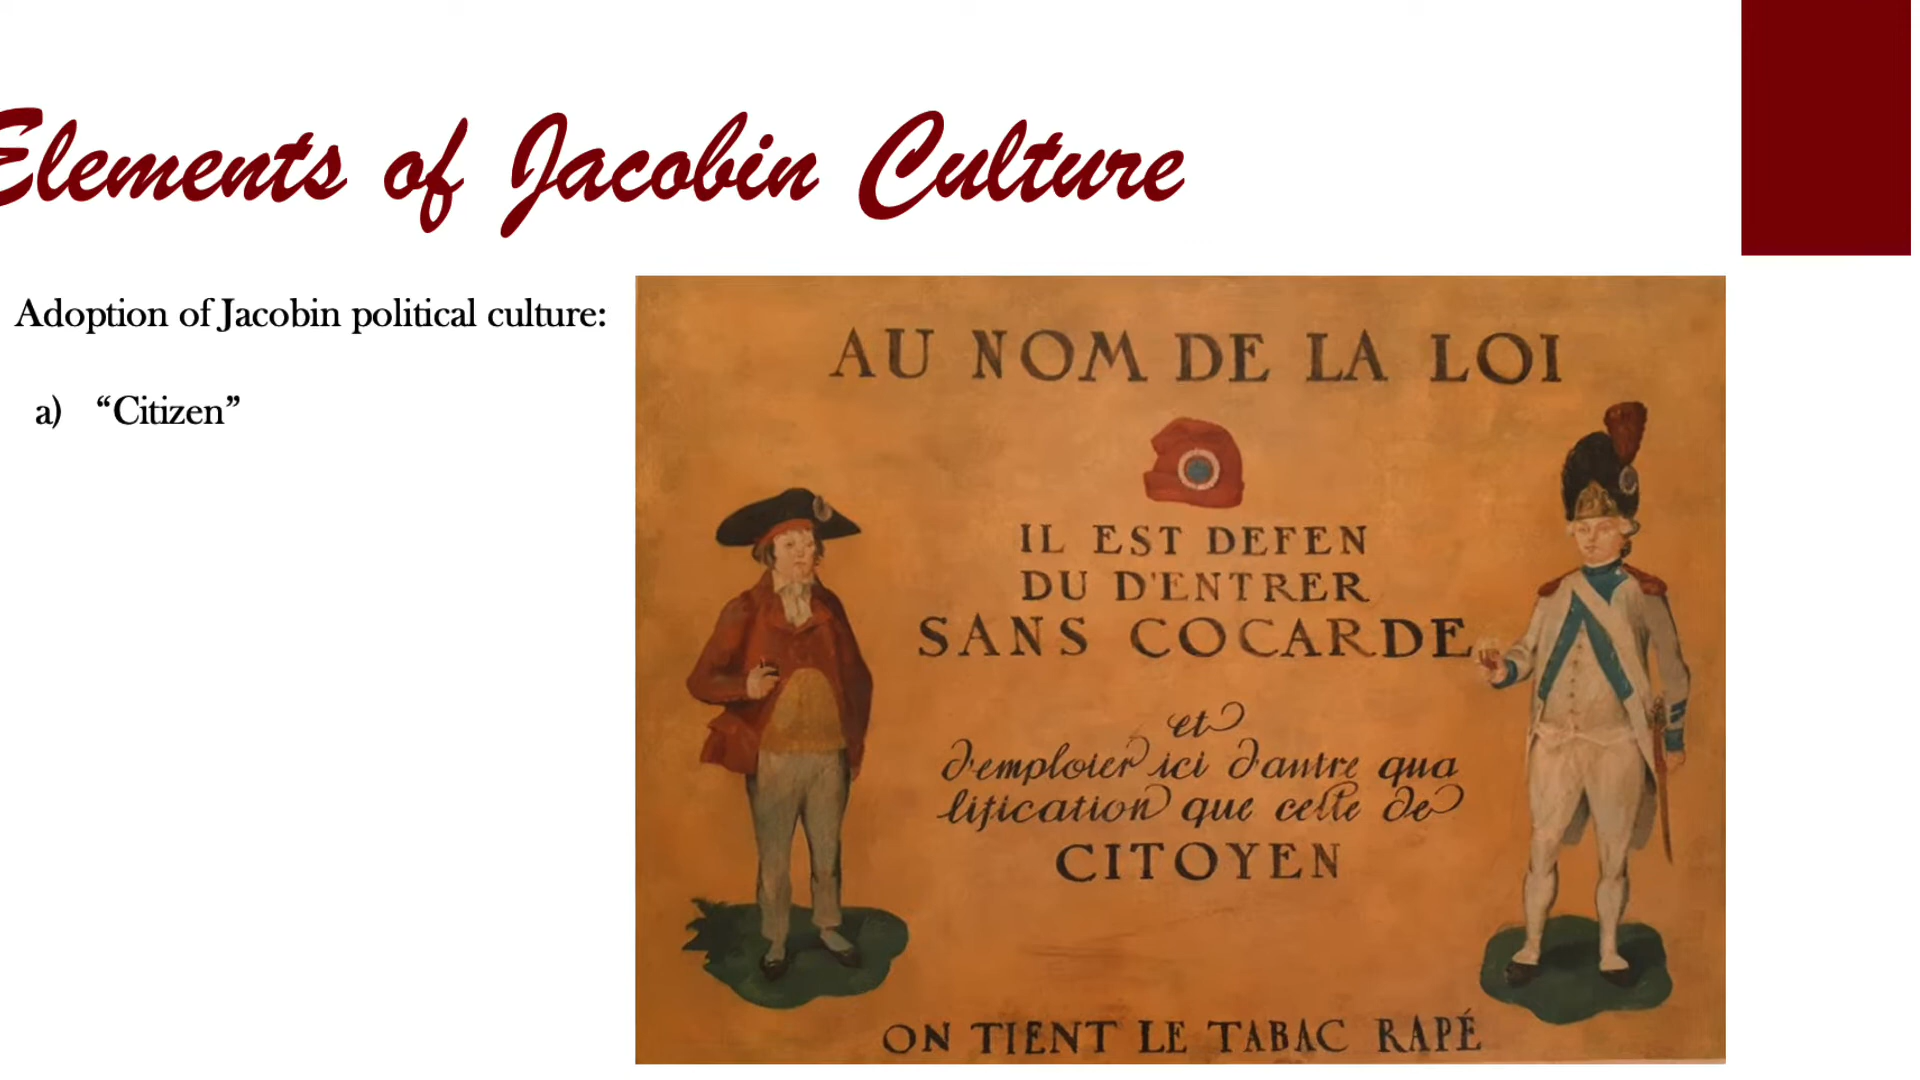 Elements of Jacobin Culture
Adoption of Jacobin political culture:
a) “Citizen”
AU NOM DE LA LOI
IL EST DEFEN
DU D'ENTRER
SANS COCARDE
et
d'emploier ici d'autre qua
lification que celle de
CITOYEN
ON TIENT LE TABAC RAPÉ